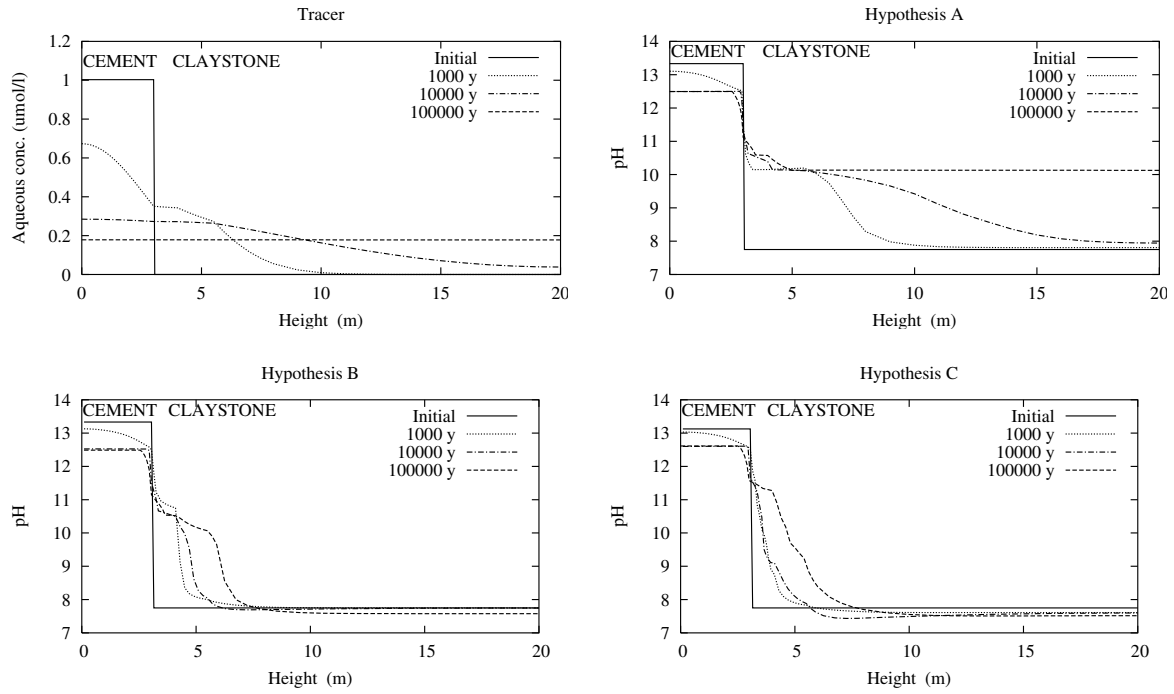 Tracer
CEMENT CLAYSTONE
Initial
1000 y
10000 y
100000 y
1.2
1
0.8
0.6
0.4
0.2
0
Aqueous conc. (umol/l)
0 5 10 15 20
Height (m)
Hypothesis A
CEMENT CLAYSTONE
Initial
1000 y
10000 y
100000 y
14
13
12
11
10
9
8
7
pH
0 5 10 15 20
Height (m)
Hypothesis B
CEMENT CLAYSTONE
Initial
1000 y
10000 y
100000 y
14
13
12
11
10
9
8
7
pH
0 5 10 15 20
Height (m)
Hypothesis C
CEMENT CLAYSTONE
Initial
1000 y
10000 y
100000 y
14
13
12
11
10
9
8
7
pH
0 5 10 15 20
Height (m)